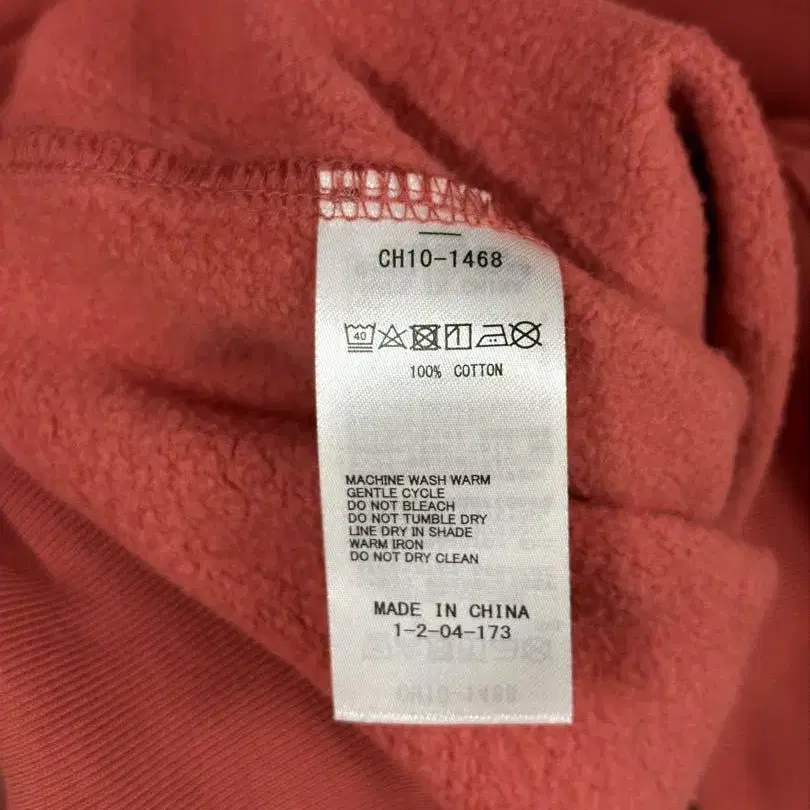 CH10-1468
40
100% COTTON
MACHINE WASH WARM
GENTLE CYCLE
DO NOT BLEACH
DO NOT TUMBLE DRY
LINE DRY IN SHADE
WARM IRON
DO NOT DRY CLEAN
MADE IN CHINA
1-2-04-173